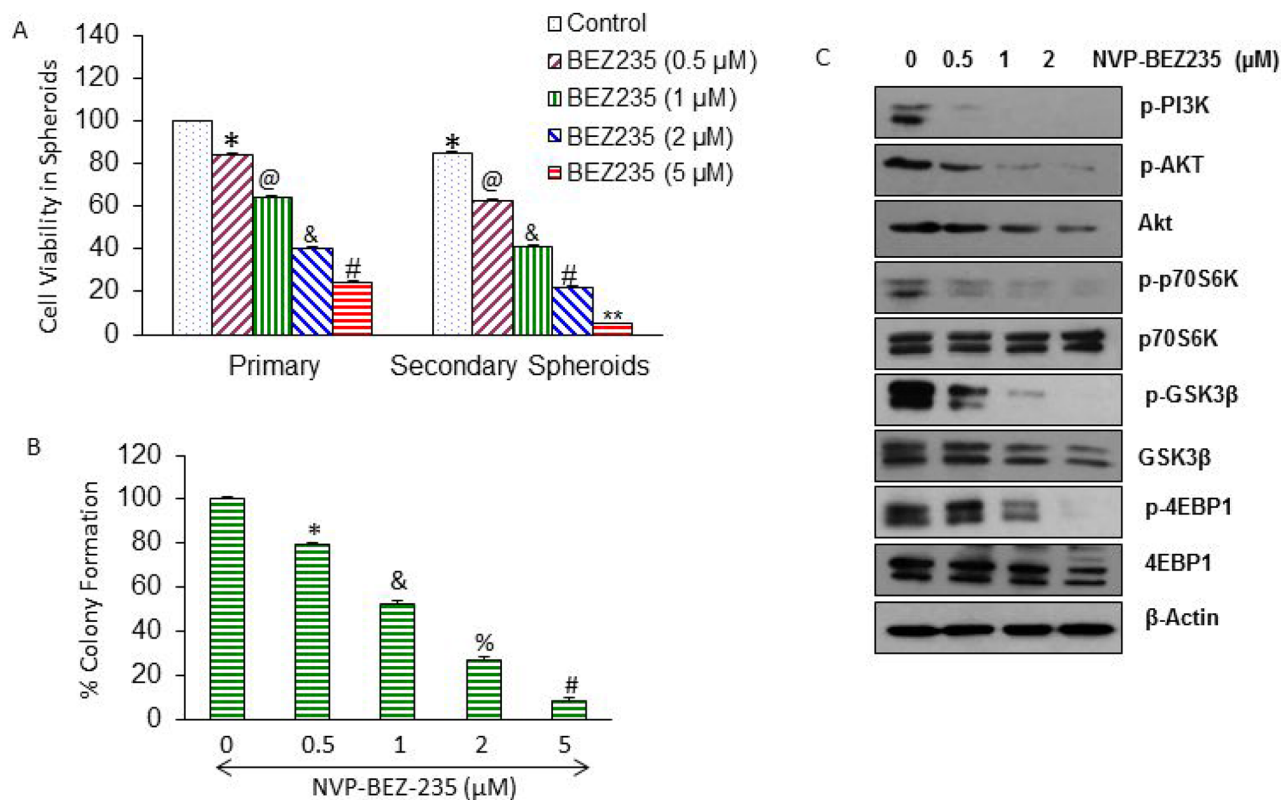 A
Cell Viability in Spheroids
140
120
100
80
60
40
20
0
Control
BEZ235 (0.5 µM)
BEZ235 (1 µM)
BEZ235 (2 µM)
BEZ235 (5 µM)
*
@
&
#
*
@
&
#
**
Primary Secondary Spheroids
B
% Colony Formation
120
100
80
60
40
20
0
*
&
%
#
0 0.5 1 2 5
NVP-BEZ-235 (µM)
C
0 0.5 1 2 NVP-BEZ235 (µM)
p-PI3K
p-AKT
Akt
p-p70S6K
p70S6K
p-GSK3β
GSK3β
p-4EBP1
4EBP1
β-Actin